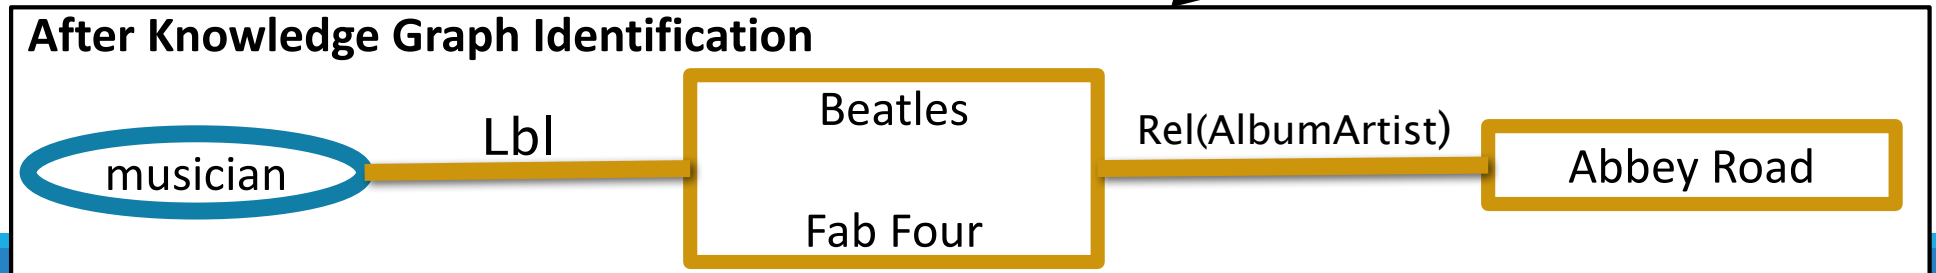 After Knowledge Graph Identification
musician
Lbl
Beatles
Fab Four
Rel(AlbumArtist)
Abbey Road